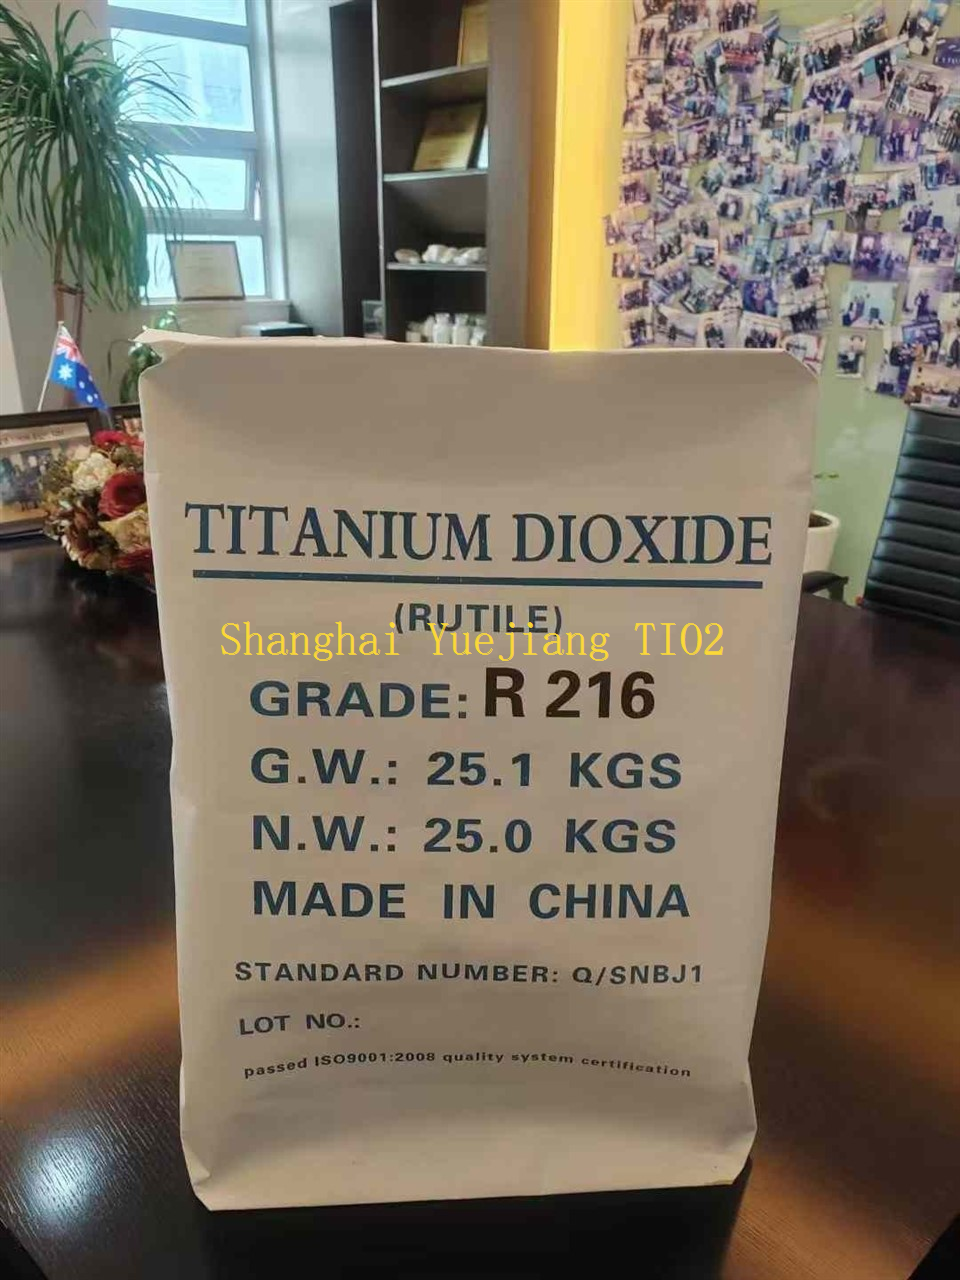 TITANIUM DIOXIDE
(RUTILE)
Shanghai Yuejiang TIO2
GRADE: R 216
G.W.: 25.1 KGS
N.W.: 25.0 KGS
MADE IN CHINA
STANDARD NUMBER: Q/SNBJ1
LOT NO.:
passed ISO9001:2008 quality system certification